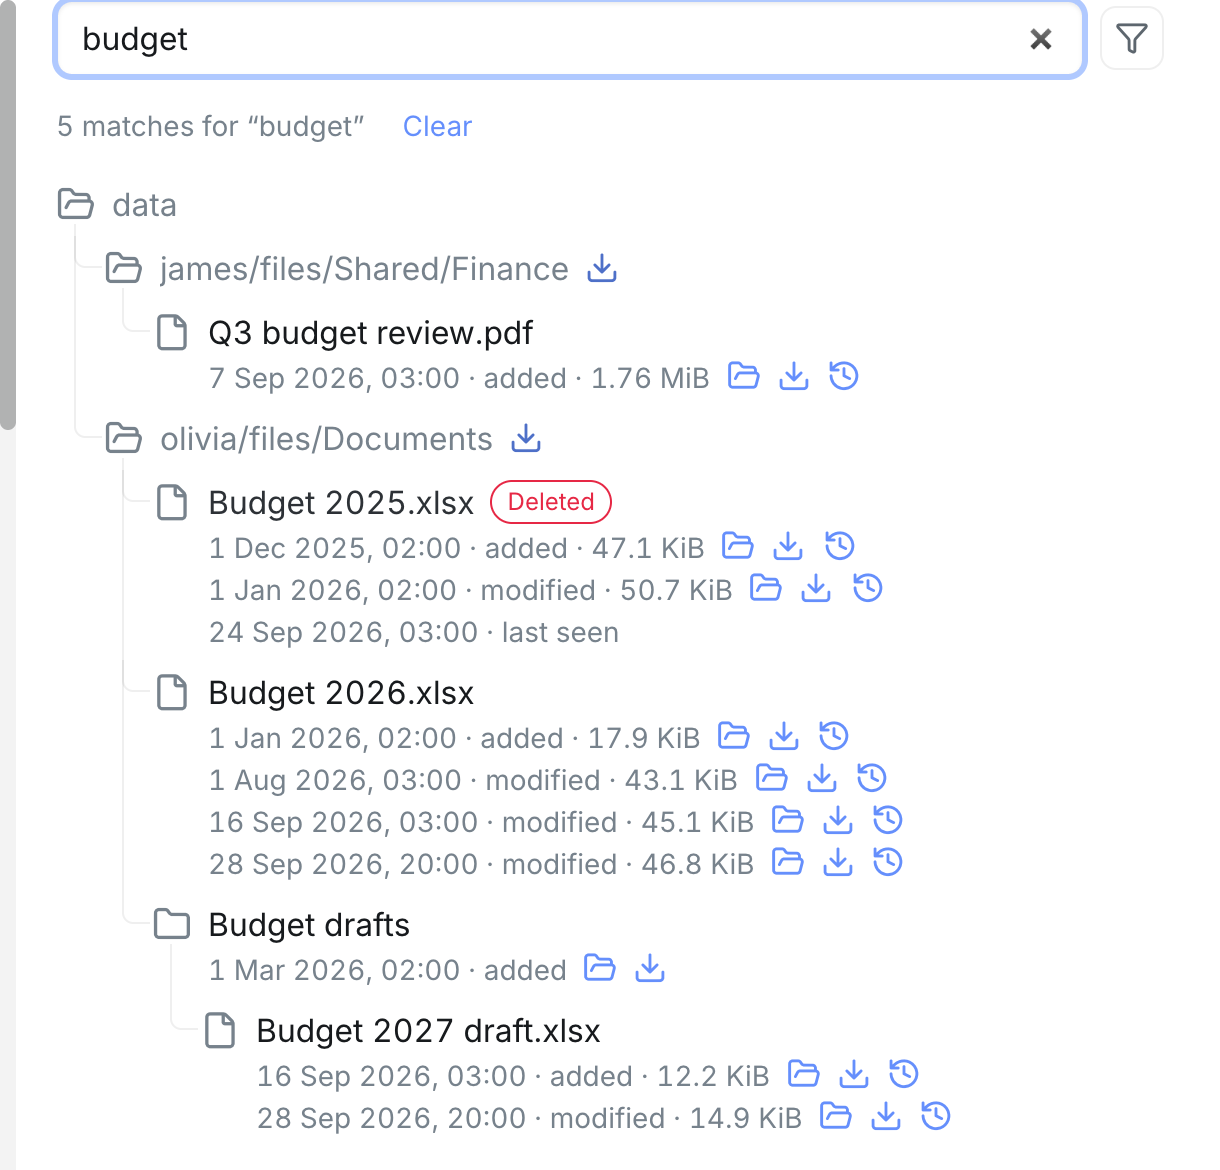 budget
5 matches for “budget” Clear
data
james/files/Shared/Finance
Q3 budget review.pdf
7 Sep 2026, 03:00 · added · 1.76 MiB
olivia/files/Documents
Budget 2025.xlsx Deleted
1 Dec 2025, 02:00 · added · 47.1 KiB
1 Jan 2026, 02:00 · modified · 50.7 KiB
24 Sep 2026, 03:00 · last seen
Budget 2026.xlsx
1 Jan 2026, 02:00 · added · 17.9 KiB
1 Aug 2026, 03:00 · modified · 43.1 KiB
16 Sep 2026, 03:00 · modified · 45.1 KiB
28 Sep 2026, 20:00 · modified · 46.8 KiB
Budget drafts
1 Mar 2026, 02:00 · added
Budget 2027 draft.xlsx
16 Sep 2026, 03:00 · added · 12.2 KiB
28 Sep 2026, 20:00 · modified · 14.9 KiB